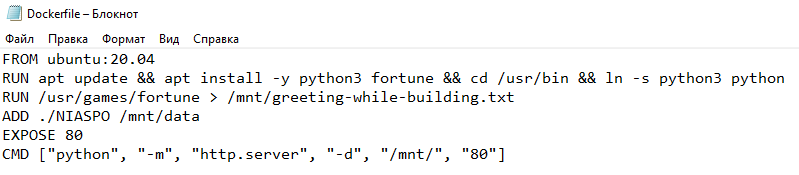 Dockerfile – Блокнот
Файл Правка Формат Вид Справка
FROM ubuntu:20.04
RUN apt update && apt install -y python3 fortune && cd /usr/bin && ln -s python3 python
RUN /usr/games/fortune > /mnt/greeting-while-building.txt
ADD ./NIASPO /mnt/data
EXPOSE 80
CMD ["python", "-m", "http.server", "-d", "/mnt/", "80"]